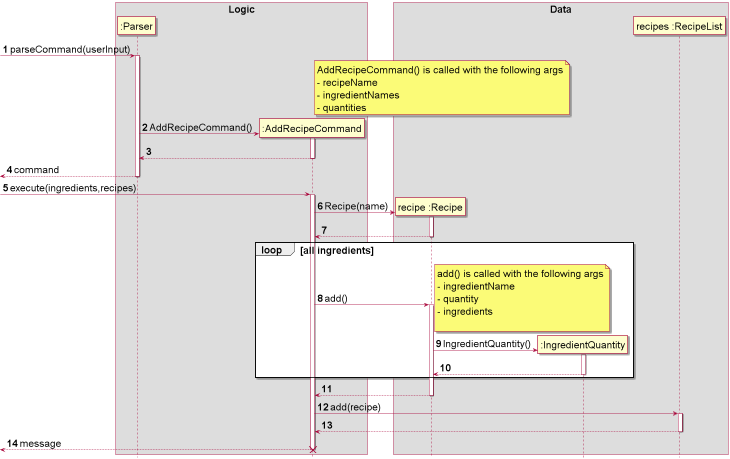 Logic
Data
:Parser
recipes :RecipeList
1 parseCommand(userInput)
AddRecipeCommand() is called with the following args
- recipeName
- ingredientNames
- quantities
2 AddRecipeCommand()
:AddRecipeCommand
3
4 command
5 execute(ingredients,recipes)
6 Recipe(name)
recipe :Recipe
7
loop [all ingredients]
add() is called with the following args
- ingredientName
- quantity
- ingredients
8 add()
9 IngredientQuantity()
:IngredientQuantity
10
11
12 add(recipe)
13
14 message